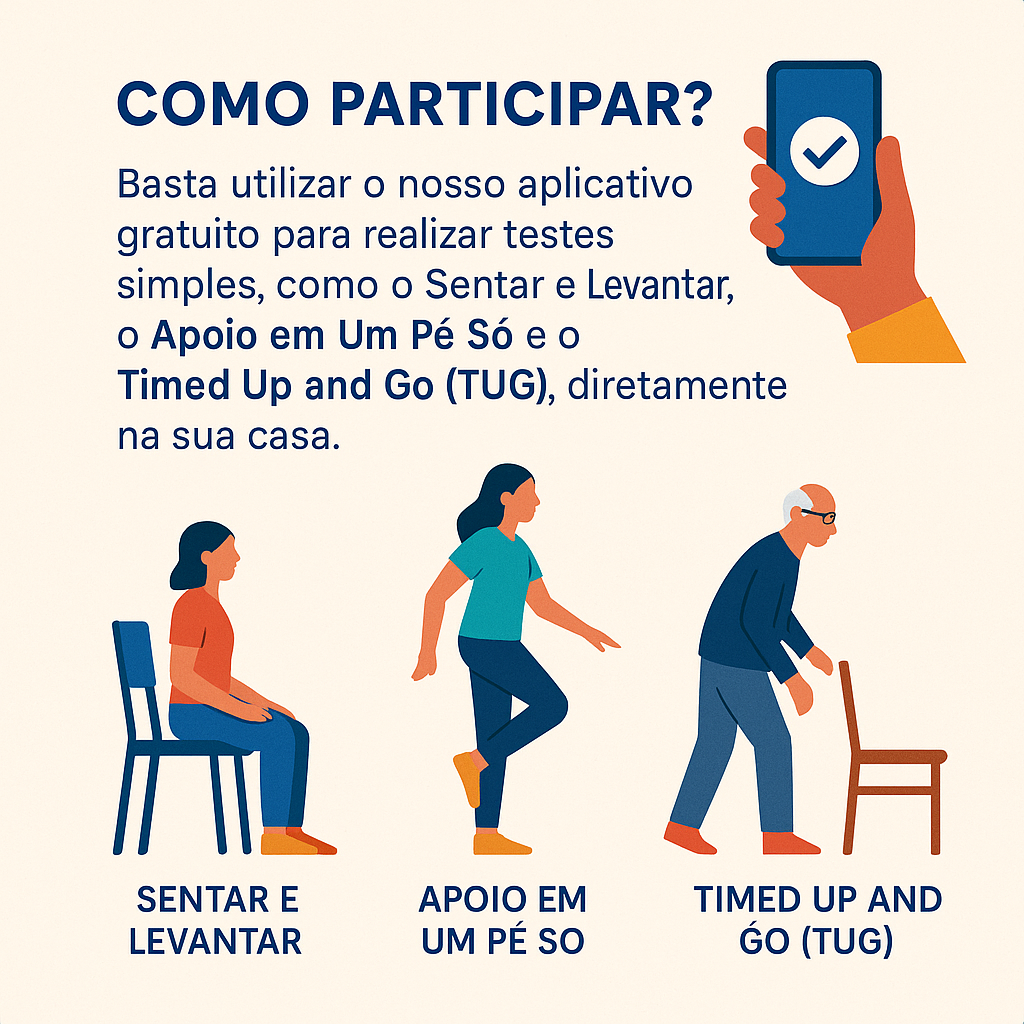 COMO PARTICIPAR?
Basta utilizar o nosso aplicativo
gratuito para realizar testes
simples, como o Sentar e Levantar,
o Apoio em Um Pé Só e o
Timed Up and Go (TUG), diretamente
na sua casa.
SENTAR E
LEVANTAR
APOIO EM
UM PÉ SO
TIMED UP AND
ǴO (TUG)